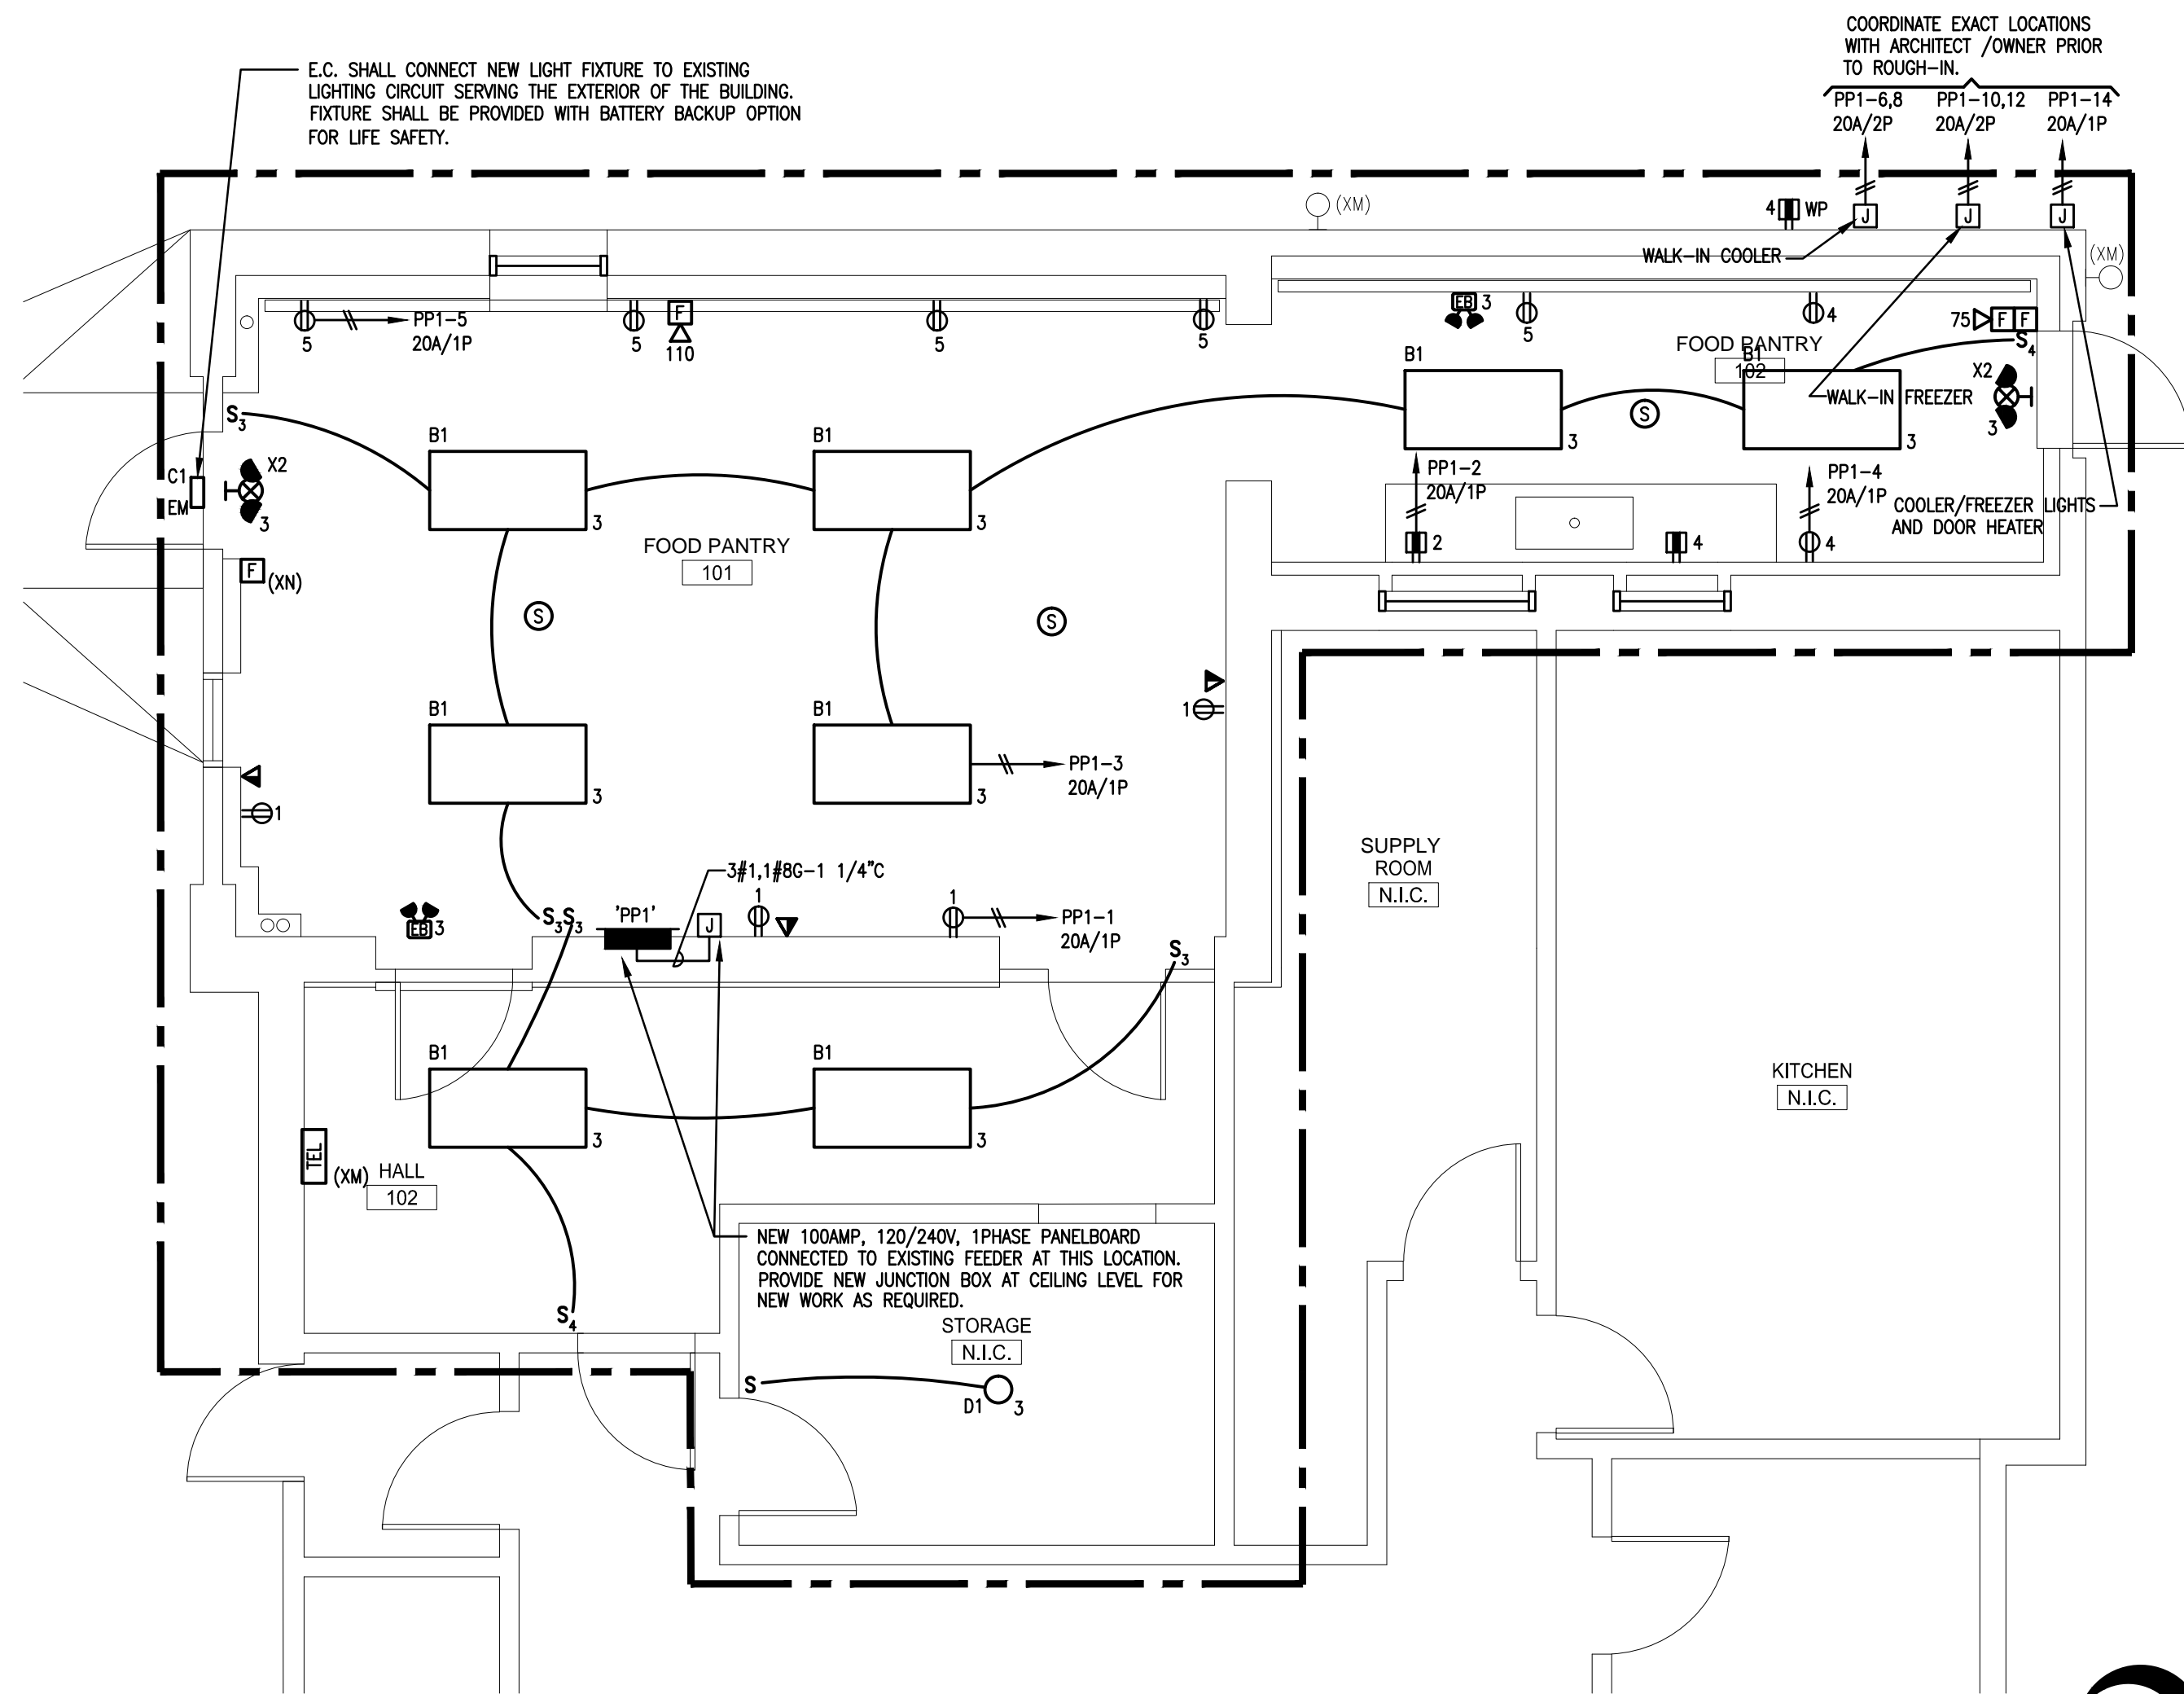 COORDINATE EXACT LOCATIONS
WITH ARCHITECT /OWNER PRIOR
TO ROUGH-IN.
PP1-6,8
20A/2P
PP1-10,12
20A/2P
PP1-14
20A/1P
E.C. SHALL CONNECT NEW LIGHT FIXTURE TO EXISTING
LIGHTING CIRCUIT SERVING THE EXTERIOR OF THE BUILDING.
FIXTURE SHALL BE PROVIDED WITH BATTERY BACKUP OPTION
FOR LIFE SAFETY.
(XM)
4 WP
J
J
J
WALK-IN COOLER
(XM)
PP1-5
20A/1P
5
5
F
110
5
5
EB 3
5
4
75 F F
FOOD PANTRY
102
S4
B1
3
B1
3
S
X2
3
WALK-IN FREEZER
S3
B1
3
B1
3
C1
EM
X2
3
PP1-2
20A/1P
PP1-4
20A/1P
COOLER/FREEZER LIGHTS
AND DOOR HEATER
2
4
4
FOOD PANTRY
101
F
(XN)
S
S
1
B1
3
B1
3
PP1-3
20A/1P
1
SUPPLY
ROOM
N.I.C.
3#1,1#8G-1 1/4"C
EB 3
S3S3
'PP1'
J
1
1
PP1-1
20A/1P
S3
B1
3
B1
3
KITCHEN
N.I.C.
TEL
(XM)
HALL
102
NEW 100AMP, 120/240V, 1PHASE PANELBOARD
CONNECTED TO EXISTING FEEDER AT THIS LOCATION.
PROVIDE NEW JUNCTION BOX AT CEILING LEVEL FOR
NEW WORK AS REQUIRED.
S4
STORAGE
N.I.C.
S
D1
3